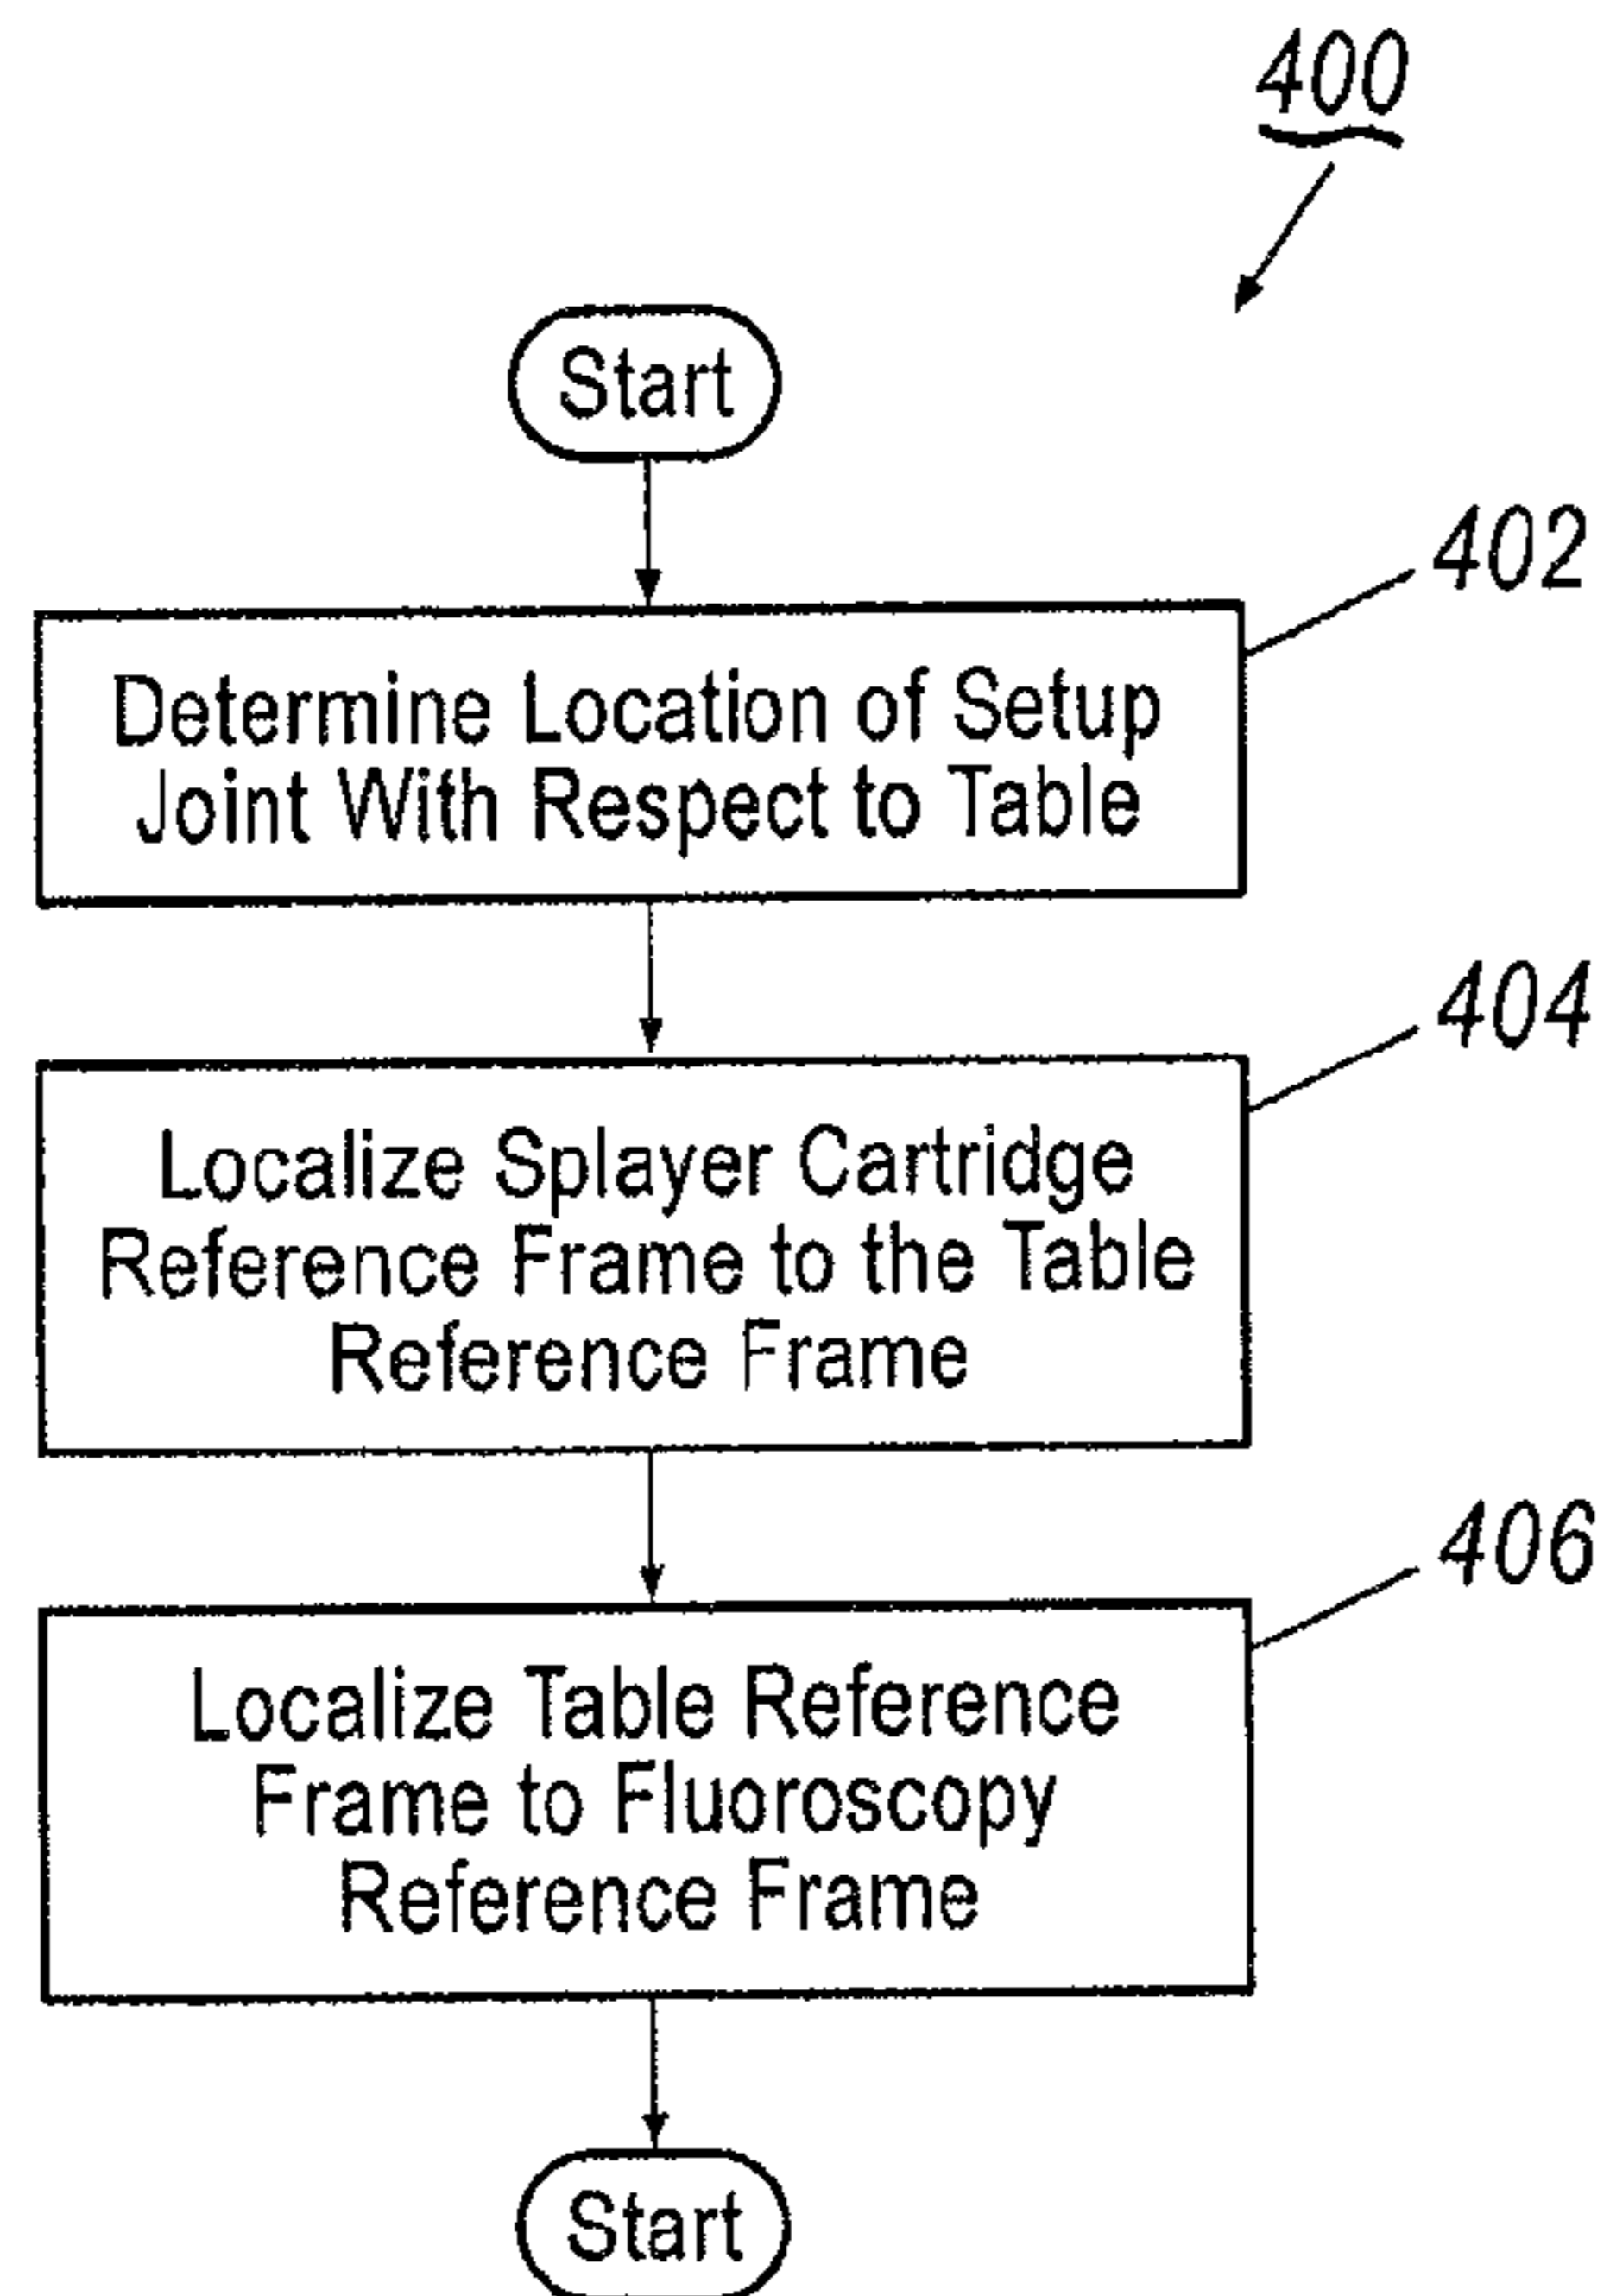 400
Start
402
Determine Location of Setup
Joint With Respect to Table
404
Localize Splayer Cartridge
Reference Frame to the Table
Reference Frame
406
Localize Table Reference
Frame to Fluoroscopy
Reference Frame
Start